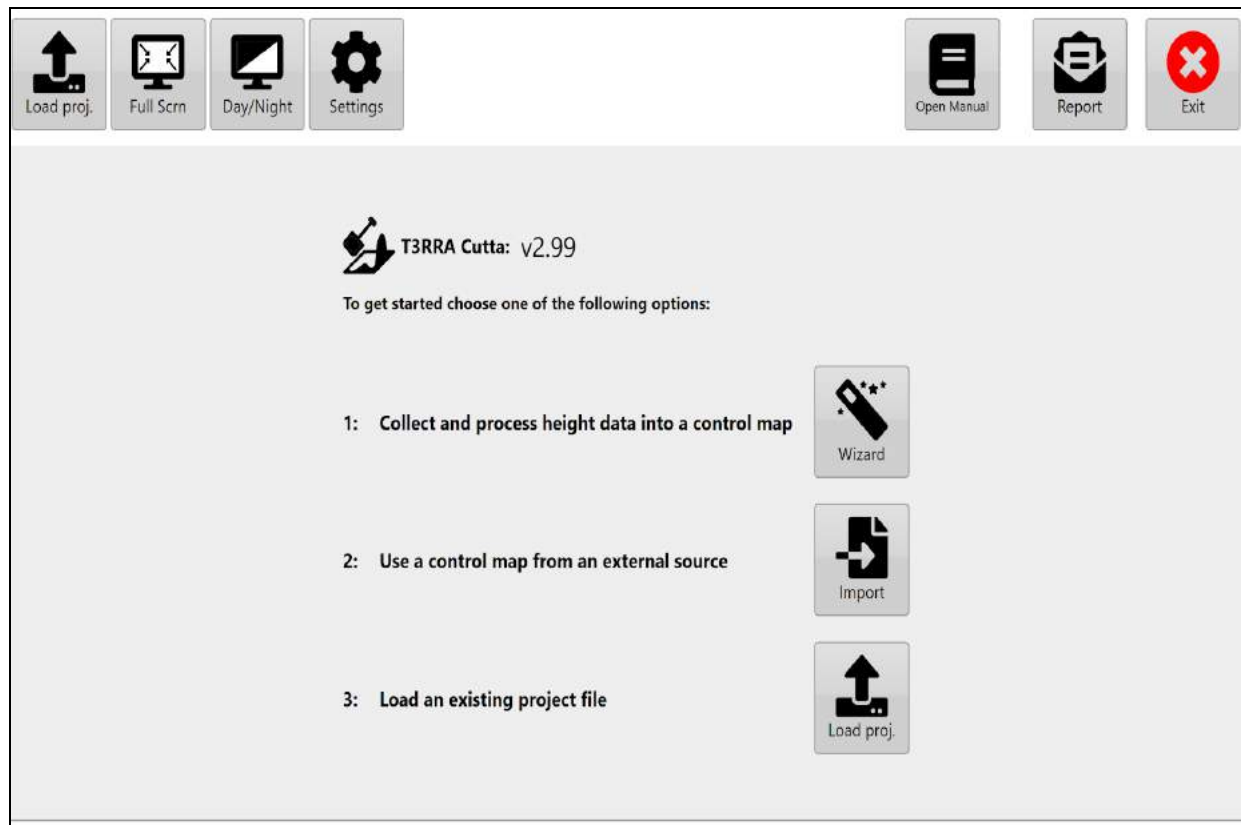 Load proj.
Full Scrn
Day/Night
Settings
Open Manual
Report
Exit
T3RRA Cutta: v2.99
To get started choose one of the following options:
1: Collect and process height data into a control map
Wizard
2: Use a control map from an external source
Import
3: Load an existing project file
Load proj.